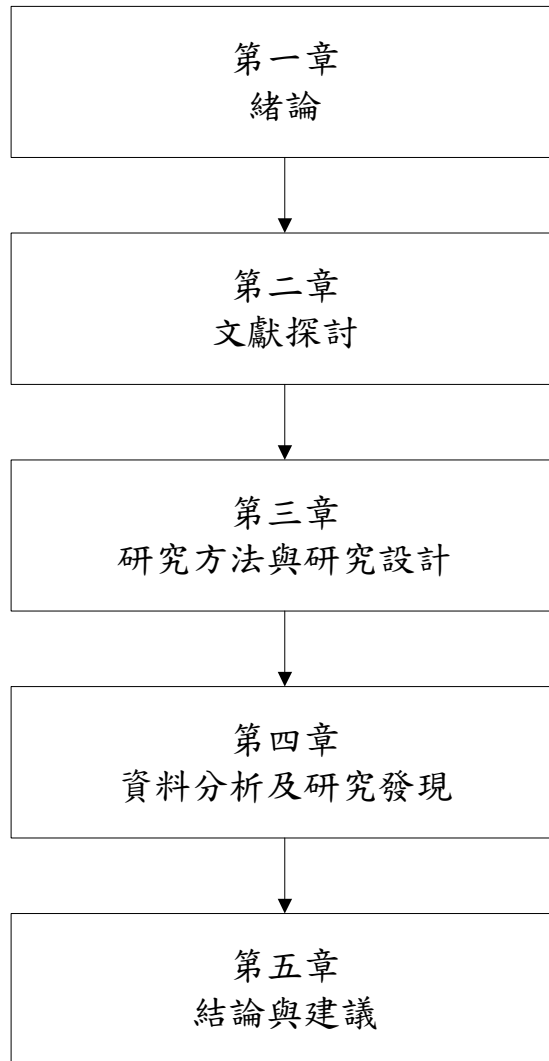 第一章
緒論
第二章
文獻探討
第三章
研究方法與研究設計
第四章
資料分析及研究發現
第五章
結論與建議